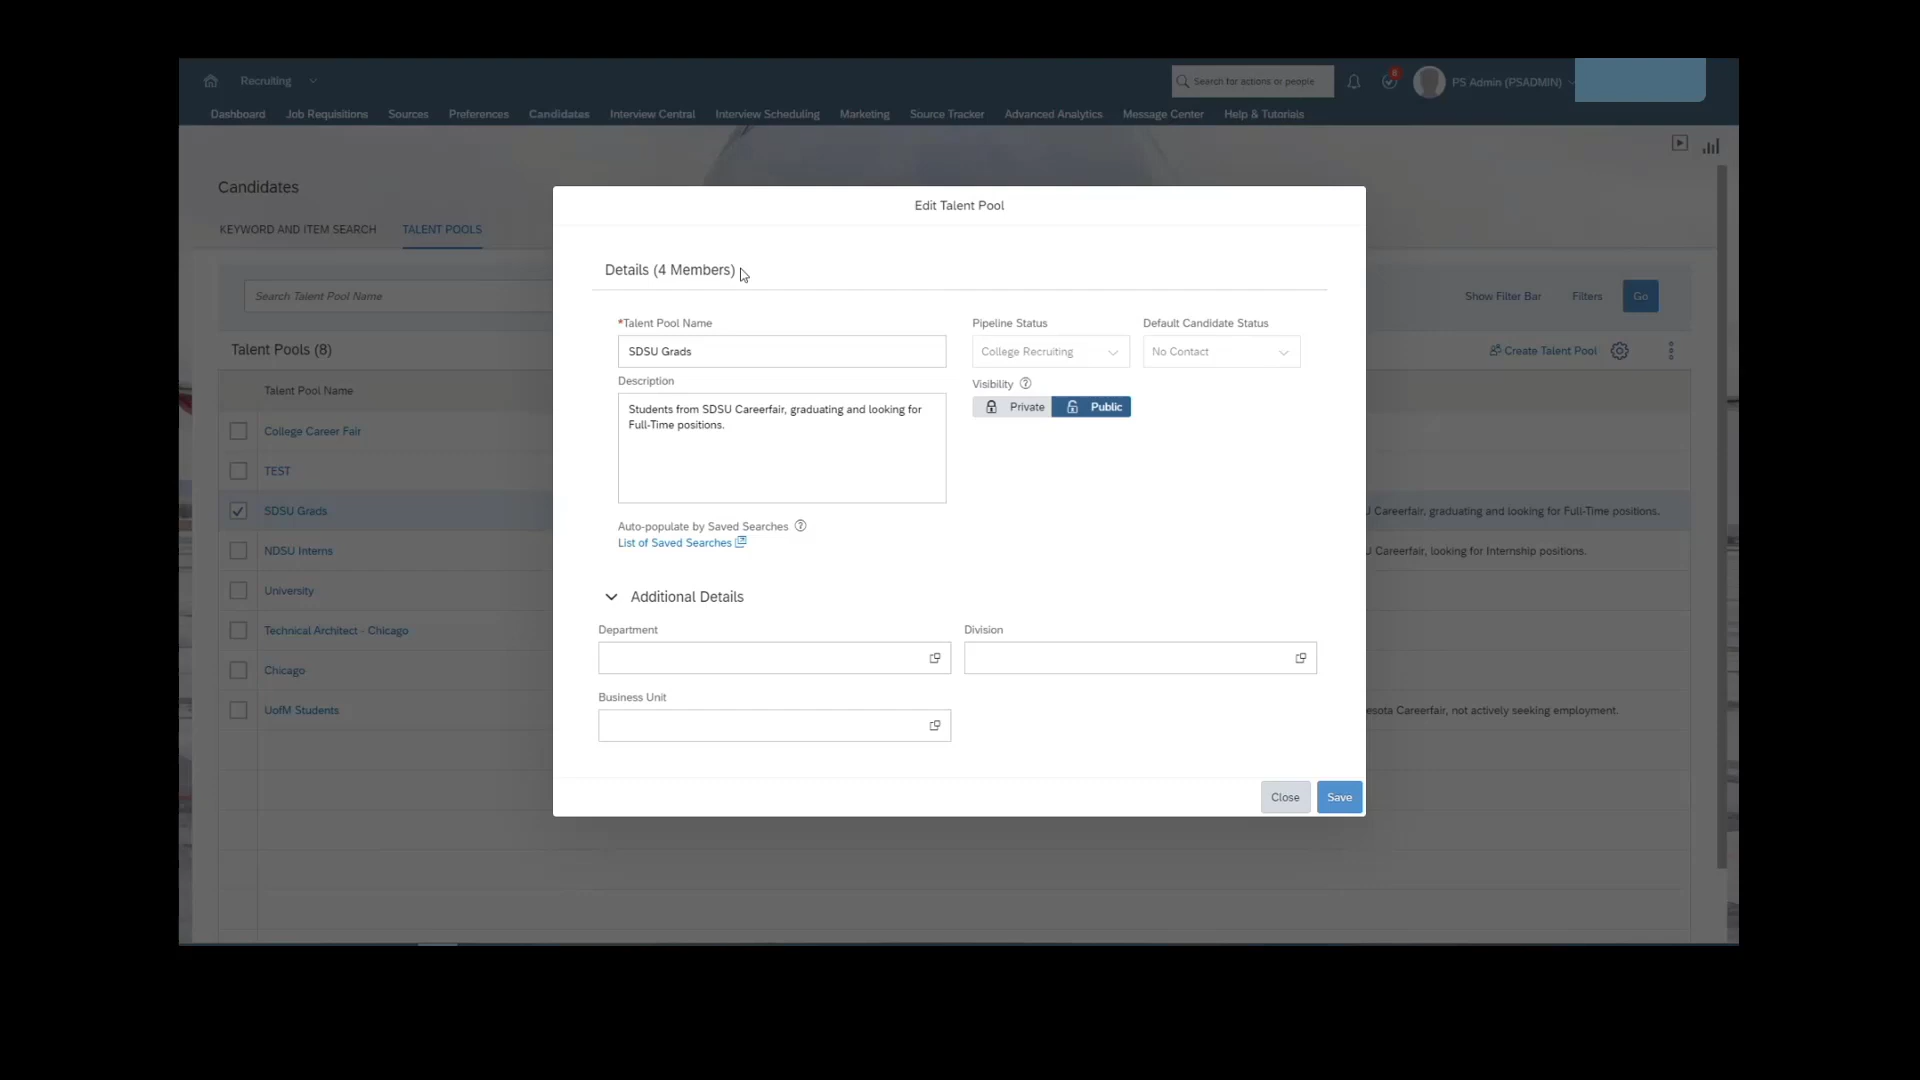 Recruiting
Search for actions or people
8
PS Admin (PSADMIN)
Dashboard Job Requisitions Sources Preferences Candidates Interview Central Interview Scheduling Marketing Source Tracker Advanced Analytics Message Center Help & Tutorials
Candidates
KEYWORD AND ITEM SEARCH TALENT POOLS
Search Talent Pool Name
Show Filter Bar Filters Go
Talent Pools (8)
Create Talent Pool
Talent Pool Name
College Career Fair
TEST
SDSU Grads
Careerfair, graduating and looking for Full-Time positions.
NDSU Interns
Careerfair, looking for Internship positions.
University
Technical Architect - Chicago
Chicago
UofM Students
Careerfair, not actively seeking employment.
Edit Talent Pool
Details (4 Members)
*Talent Pool Name
SDSU Grads
Pipeline Status
College Recruiting
Default Candidate Status
No Contact
Description
Students from SDSU Careerfair, graduating and looking for
Full-Time positions.
Visibility
Private Public
Auto-populate by Saved Searches
List of Saved Searches
Additional Details
Department
Division
Business Unit
Close Save